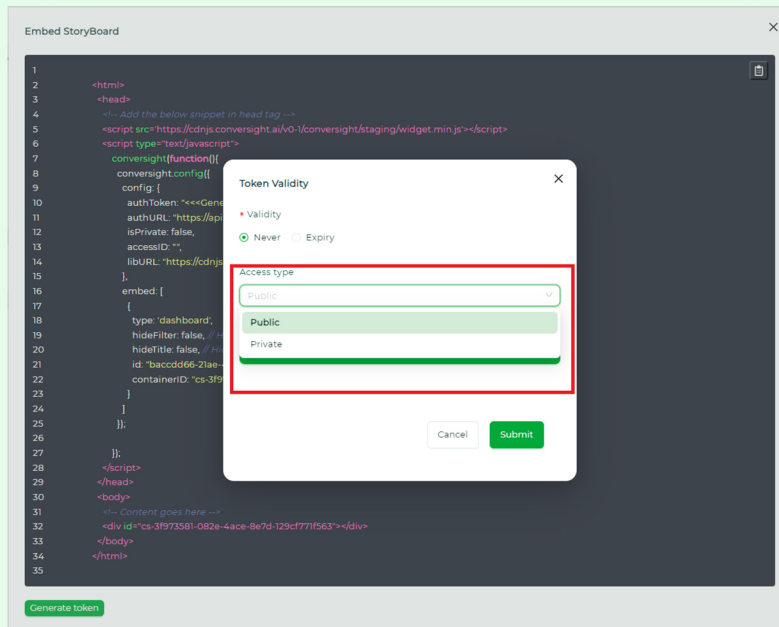 Embed StoryBoard
1
2 <html>
3 <head>
4 <!-- Add the below snippet in head tag -->
5 <script src='https://cdnjs.conversight.ai/v0-1/conversight/staging/widget.min.js'></script>
6 <script type="text/javascript">
7 conversight(function(){
8 conversight.config({
9 config: {
10 authToken: "<<<Gene
11 authURL: "https://api
12 isPrivate: false,
13 accessID: "",
14 libURL: "https://cdnjs
15 },
16 embed: [
17 {
18 type: 'dashboard',
19 hideFilter: false, // H
20 hideTitle: false, // Hi
21 id: "baccdd66-21ae-
22 containerID: "cs-3f9
23 }
24 ]
25 });
26
27 });
28 </script>
29 </head>
30 <body>
31 <!-- Content goes here -->
32 <div id="cs-3f973581-082e-4ace-8e7d-129cf771f563"></div>
33 </body>
34 </html>
35
Token Validity
* Validity
Never Expiry
Access type
Public
Public
Private
Cancel Submit
Generate token